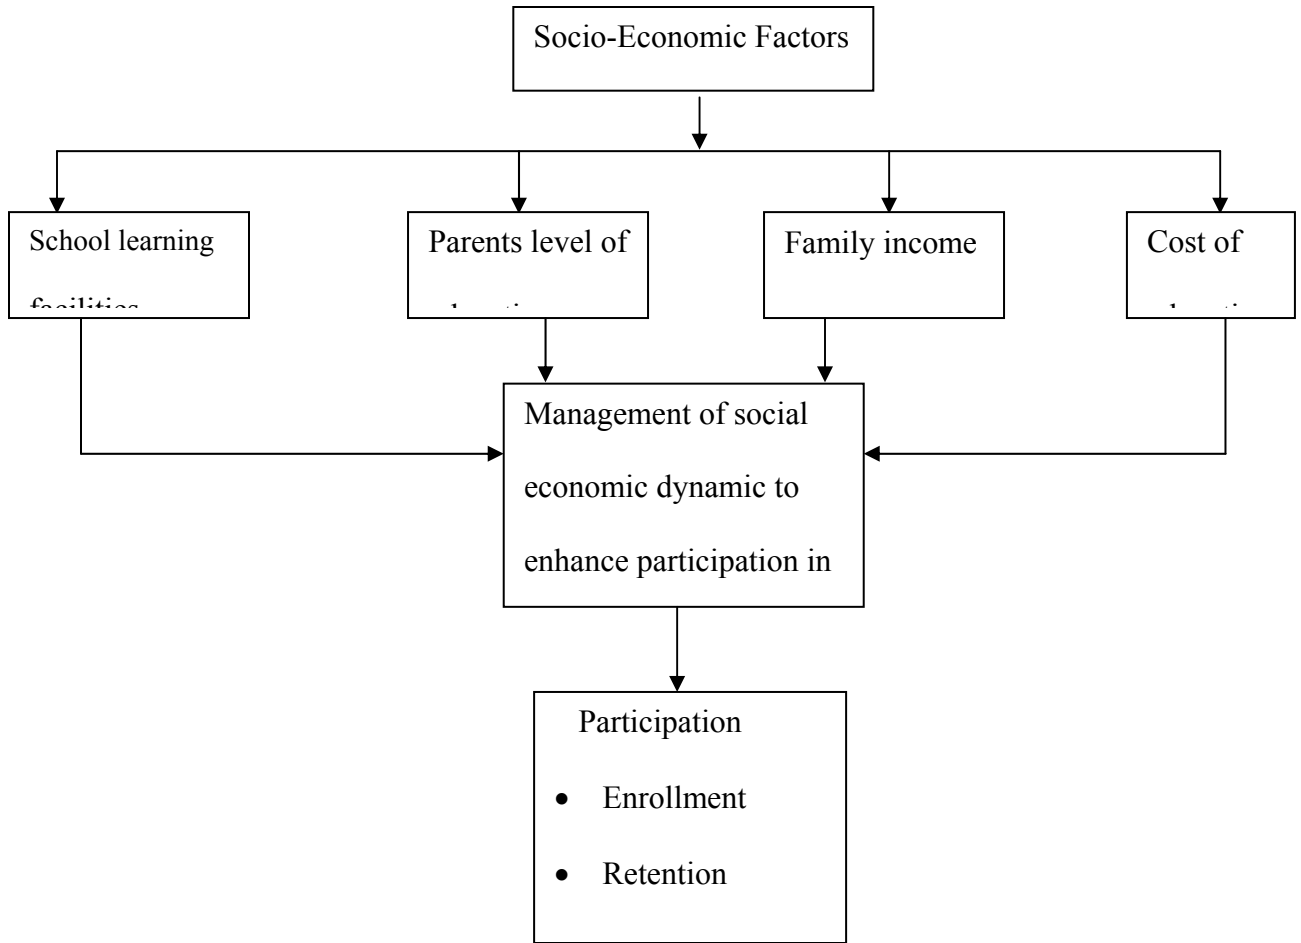 Socio-Economic Factors
School learning
facilities
Parents level of
Family income
Cost of
Management of social
economic dynamic to
enhance participation in
Participation
• Enrollment
• Retention